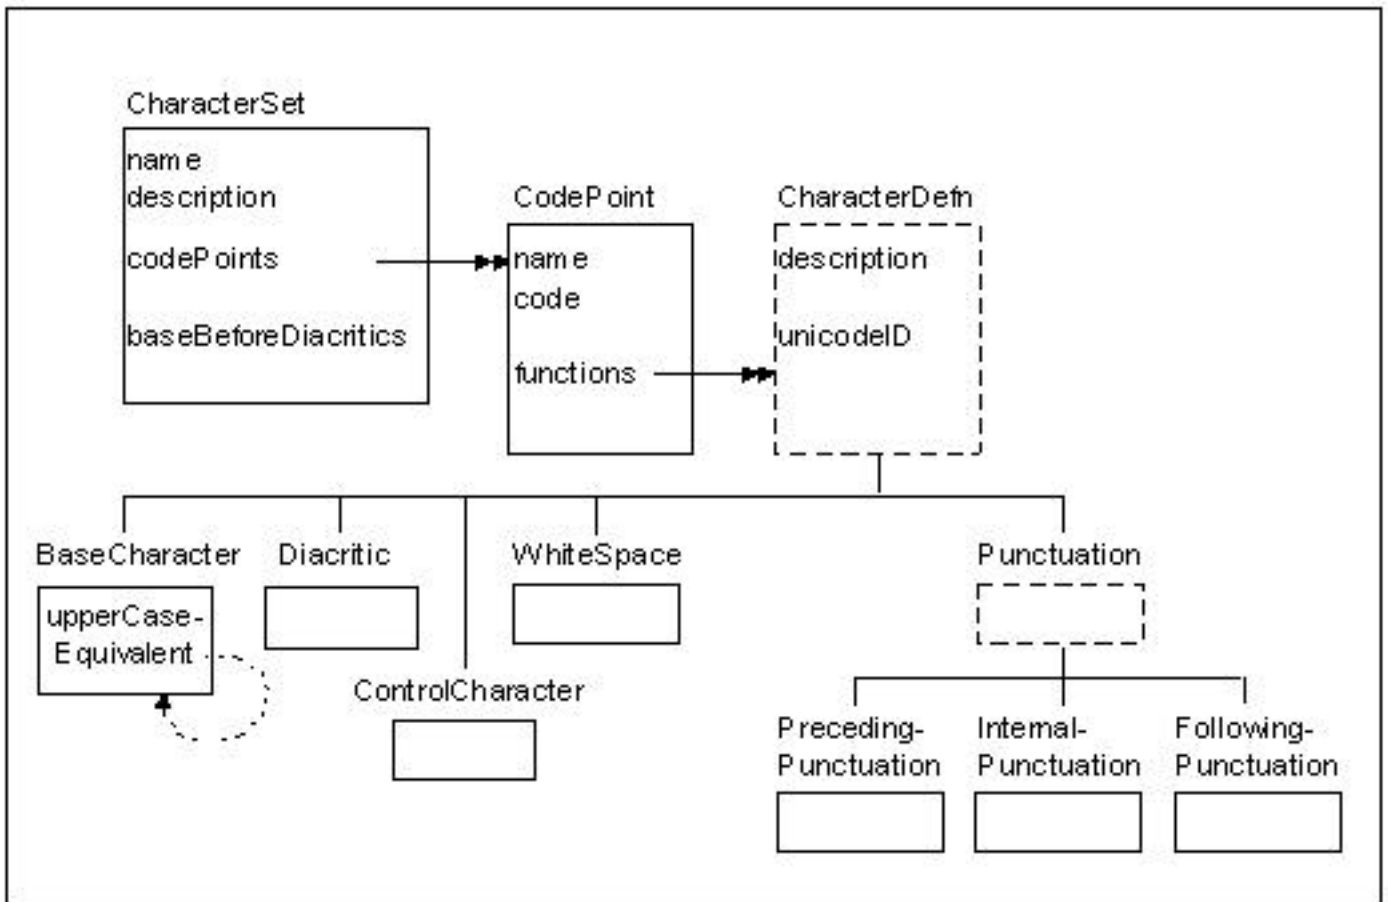 CharacterSet
name
description
codePoints
baseBeforeDiacritics
CodePoint
name
code
functions
CharacterDefn
description
unicodeID
BaseCharacter
upperCase-
Equivalent
Diacritic
ControlCharacter
WhiteSpace
Punctuation
Preceding-
Punctuation
Internal-
Punctuation
Following-
Punctuation